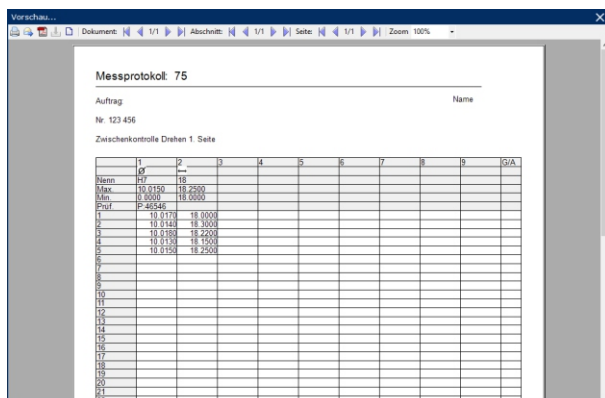 Vorschau...
Dokument: 1/1 Abschnitt: 1/1 Seite: 1/1 Zoom 100%
Messprotokoll: 75
Auftrag: Name
Nr. 123 456
Zwischenkontrolle Drehen 1. Seite
1 2 3 4 5 6 7 8 9 G/A
Ø ↔
Nenn H7 18
Max. 10.0150 18.2500
Min. 0.0000 18.0000
Prüf. P:46546
1 10.0170 18.0000
2 10.0140 18.3000
3 10.0180 18.2200
4 10.0130 18.1500
5 10.0150 18.2500
6
7
8
9
10
11
12
13
14
15
16
17
18
19
20
21